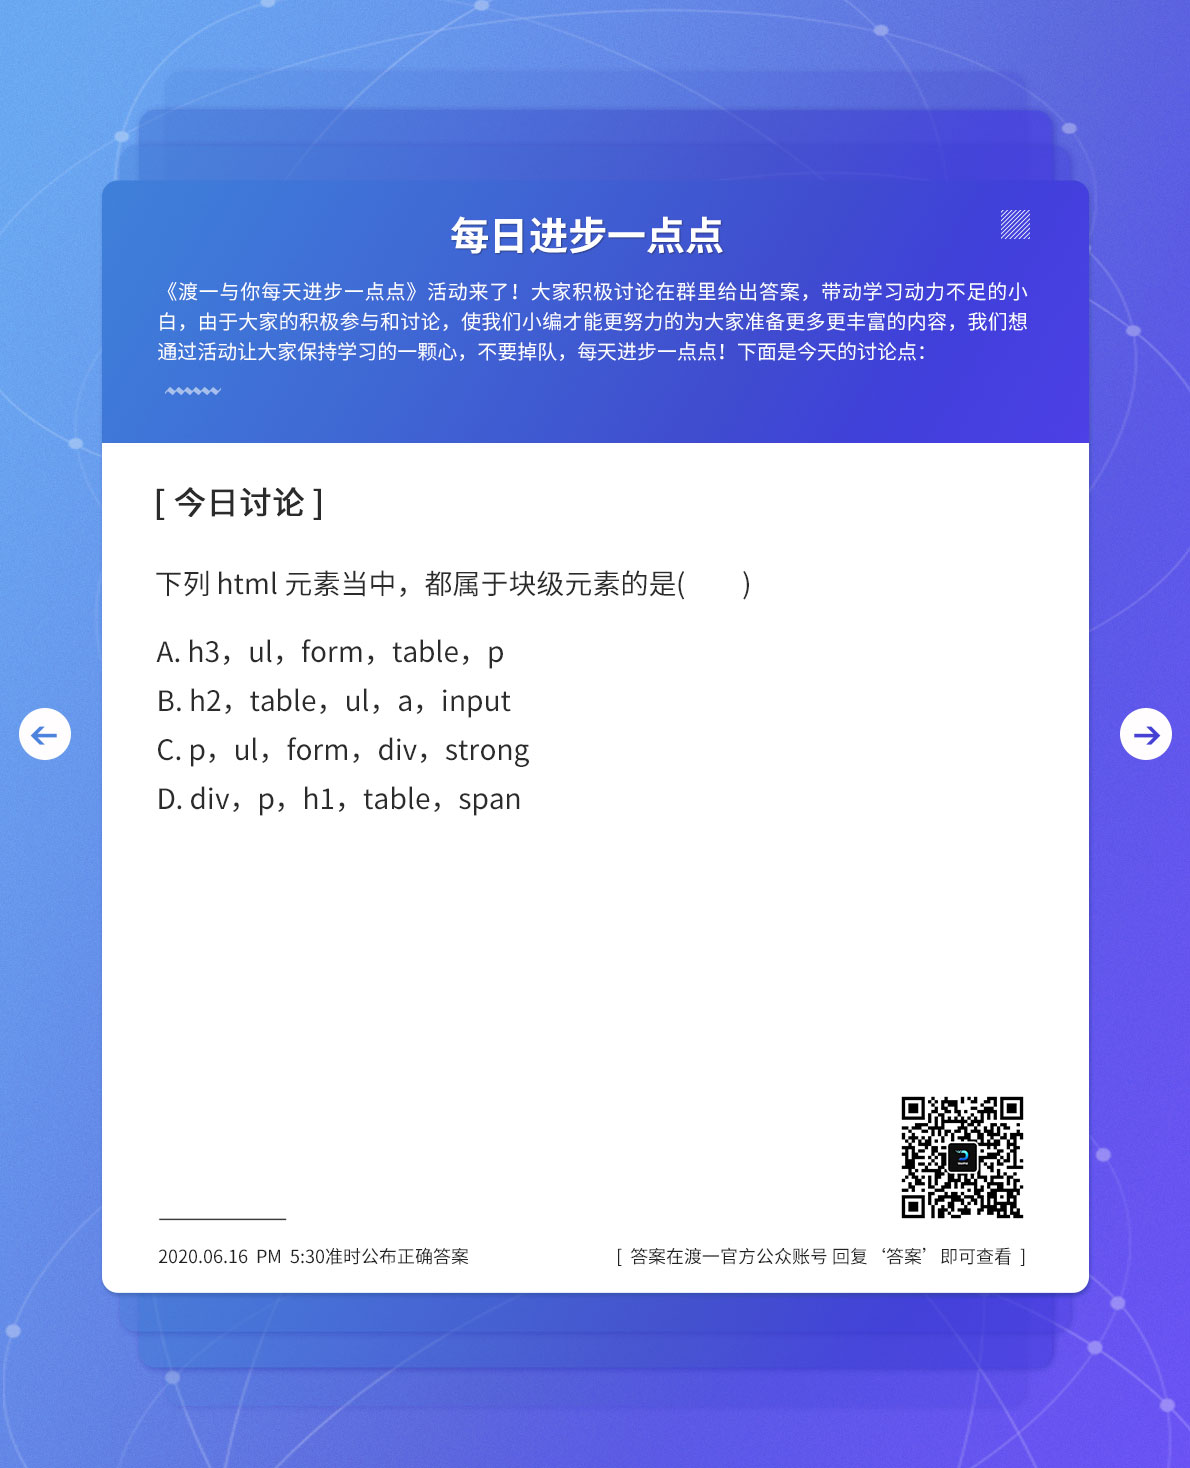 每日进步一点点
《渡一与你每天进步一点点》活动来了！大家积极讨论在群里给出答案，带动学习动力不足的小
白，由于大家的积极参与和讨论，使我们小编才能更努力的为大家准备更多更丰富的内容，我们想
通过活动让大家保持学习的一颗心，不要掉队，每天进步一点点！下面是今天的讨论点：
[ 今日讨论 ]
下列 html 元素当中，都属于块级元素的是(　　)
A. h3，ul，form，table，p
B. h2，table，ul，a，input
C. p，ul，form，div，strong
D. div，p，h1，table，span
2020.06.16 PM 5:30准时公布正确答案
[ 答案在渡一官方公众账号 回复 ‘答案’ 即可查看 ]